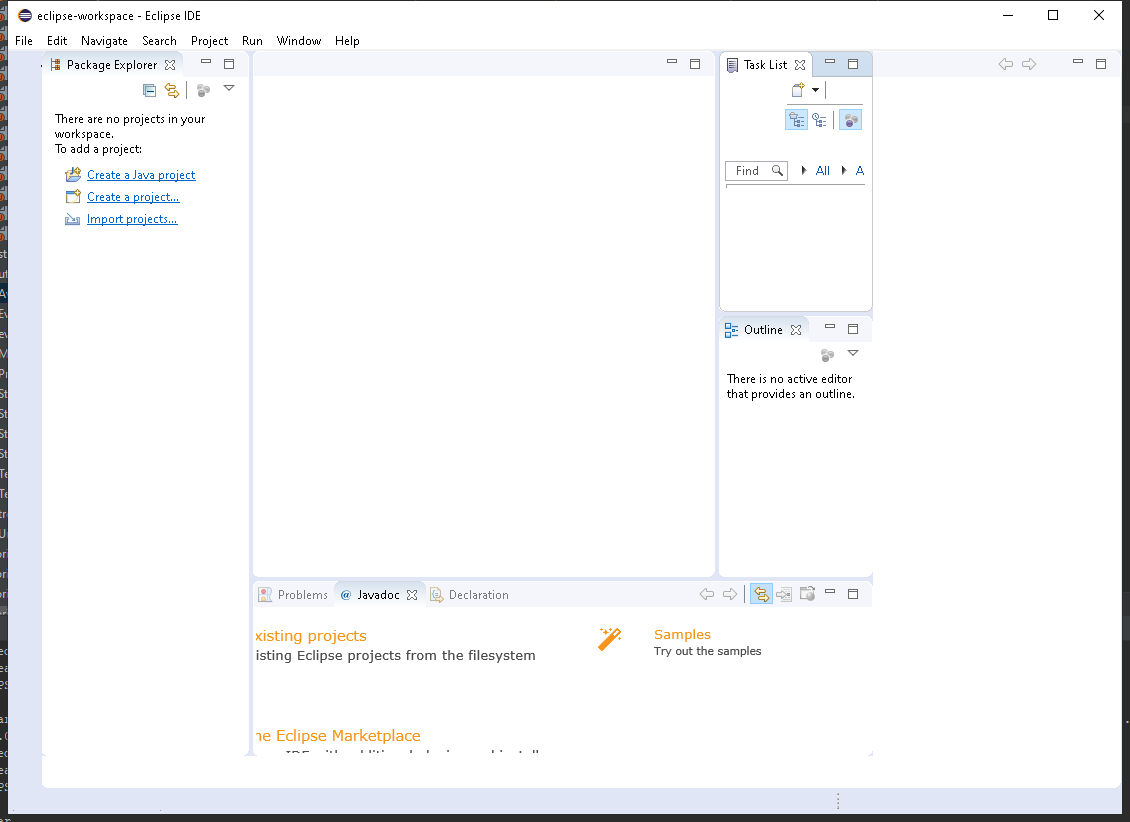 eclipse-workspace - Eclipse IDE
File Edit Navigate Search Project Run Window Help
Package Explorer
There are no projects in your
workspace.
To add a project:
Create a Java project
Create a project...
Import projects...
Task List
Find All A
Outline
There is no active editor
that provides an outline.
Problems @ Javadoc Declaration
xisting projects
isting Eclipse projects from the filesystem
Samples
Try out the samples
he Eclipse Marketplace